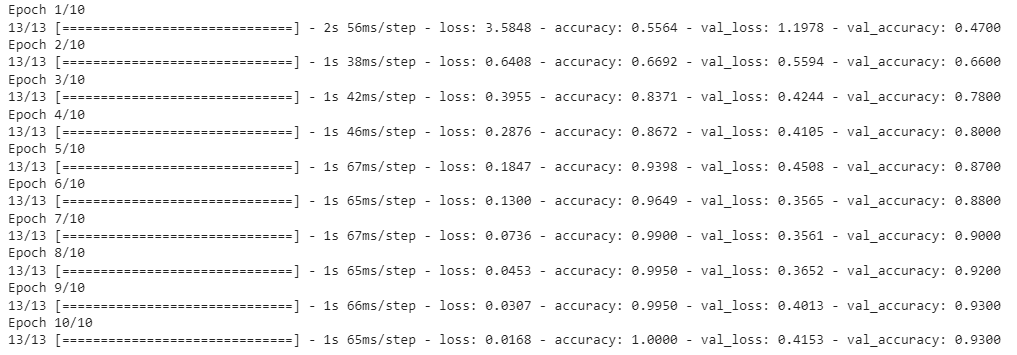 Epoch 1/10
13/13 [==============================] - 2s 56ms/step - loss: 3.5848 - accuracy: 0.5564 - val_loss: 1.1978 - val_accuracy: 0.4700
Epoch 2/10
13/13 [==============================] - 1s 38ms/step - loss: 0.6408 - accuracy: 0.6692 - val_loss: 0.5594 - val_accuracy: 0.6600
Epoch 3/10
13/13 [==============================] - 1s 42ms/step - loss: 0.3955 - accuracy: 0.8371 - val_loss: 0.4244 - val_accuracy: 0.7800
Epoch 4/10
13/13 [==============================] - 1s 46ms/step - loss: 0.2876 - accuracy: 0.8672 - val_loss: 0.4105 - val_accuracy: 0.8000
Epoch 5/10
13/13 [==============================] - 1s 67ms/step - loss: 0.1847 - accuracy: 0.9398 - val_loss: 0.4508 - val_accuracy: 0.8700
Epoch 6/10
13/13 [==============================] - 1s 65ms/step - loss: 0.1300 - accuracy: 0.9649 - val_loss: 0.3565 - val_accuracy: 0.8800
Epoch 7/10
13/13 [==============================] - 1s 67ms/step - loss: 0.0736 - accuracy: 0.9900 - val_loss: 0.3561 - val_accuracy: 0.9000
Epoch 8/10
13/13 [==============================] - 1s 65ms/step - loss: 0.0453 - accuracy: 0.9950 - val_loss: 0.3652 - val_accuracy: 0.9200
Epoch 9/10
13/13 [==============================] - 1s 66ms/step - loss: 0.0307 - accuracy: 0.9950 - val_loss: 0.4013 - val_accuracy: 0.9300
Epoch 10/10
13/13 [==============================] - 1s 65ms/step - loss: 0.0168 - accuracy: 1.0000 - val_loss: 0.4153 - val_accuracy: 0.9300